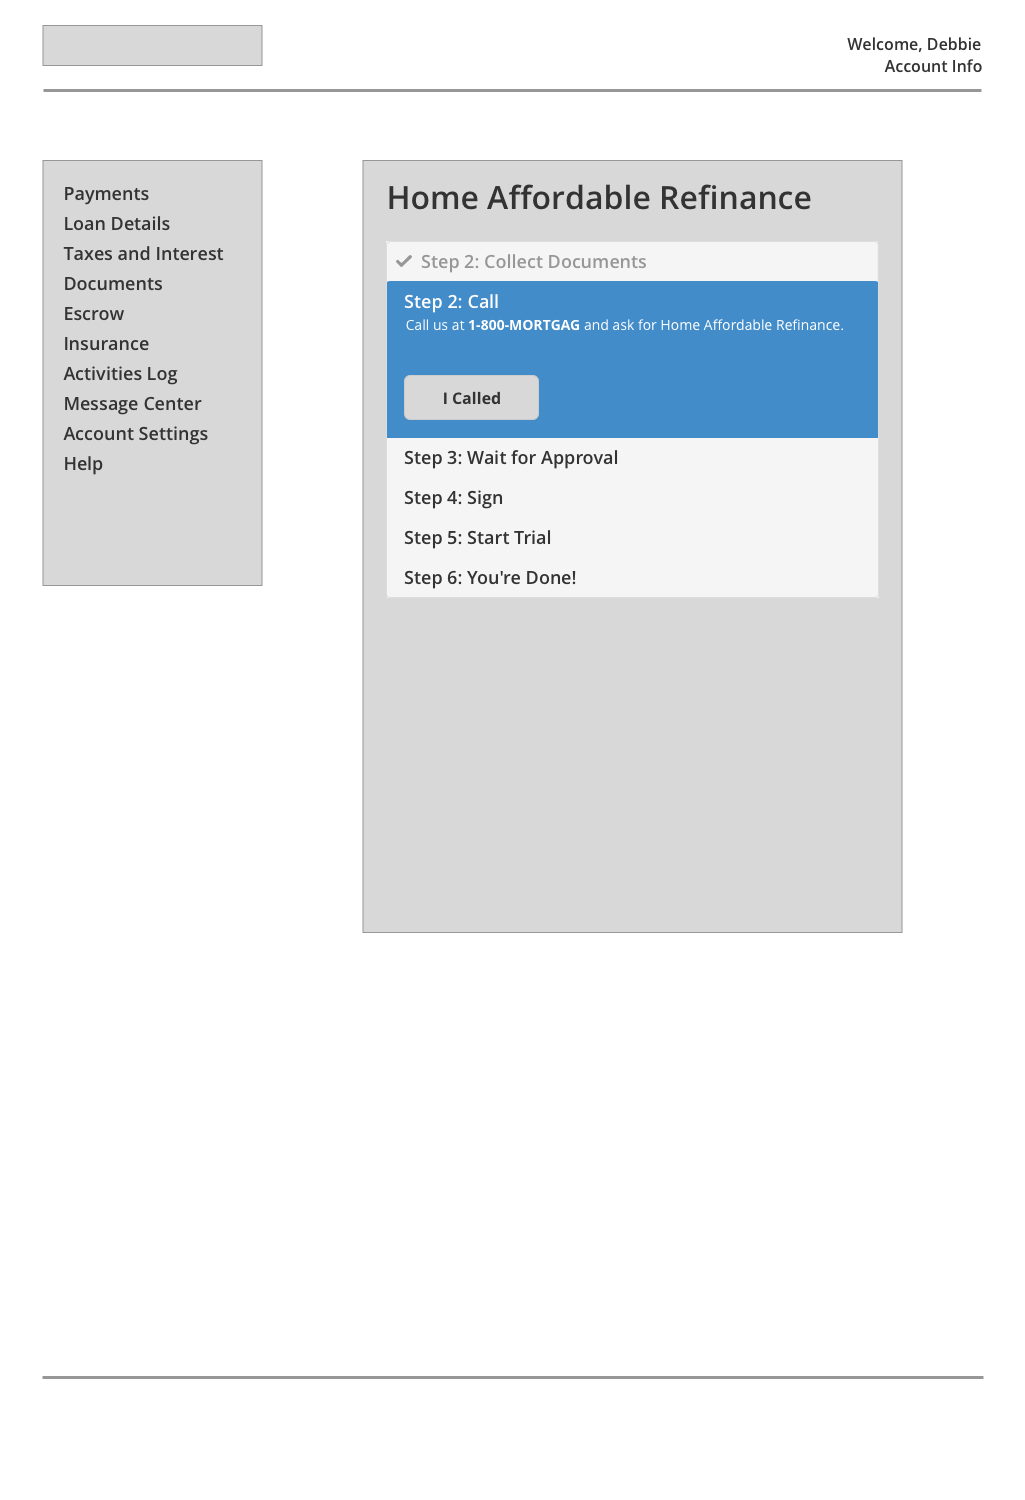 Welcome, Debbie
Account Info
Payments
Loan Details
Taxes and Interest
Documents
Escrow
Insurance
Activities Log
Message Center
Account Settings
Help
Home Affordable Refinance
Step 2: Collect Documents
Step 2: Call
Call us at 1-800-MORTGAG and ask for Home Affordable Refinance.
I Called
Step 3: Wait for Approval
Step 4: Sign
Step 5: Start Trial
Step 6: You're Done!